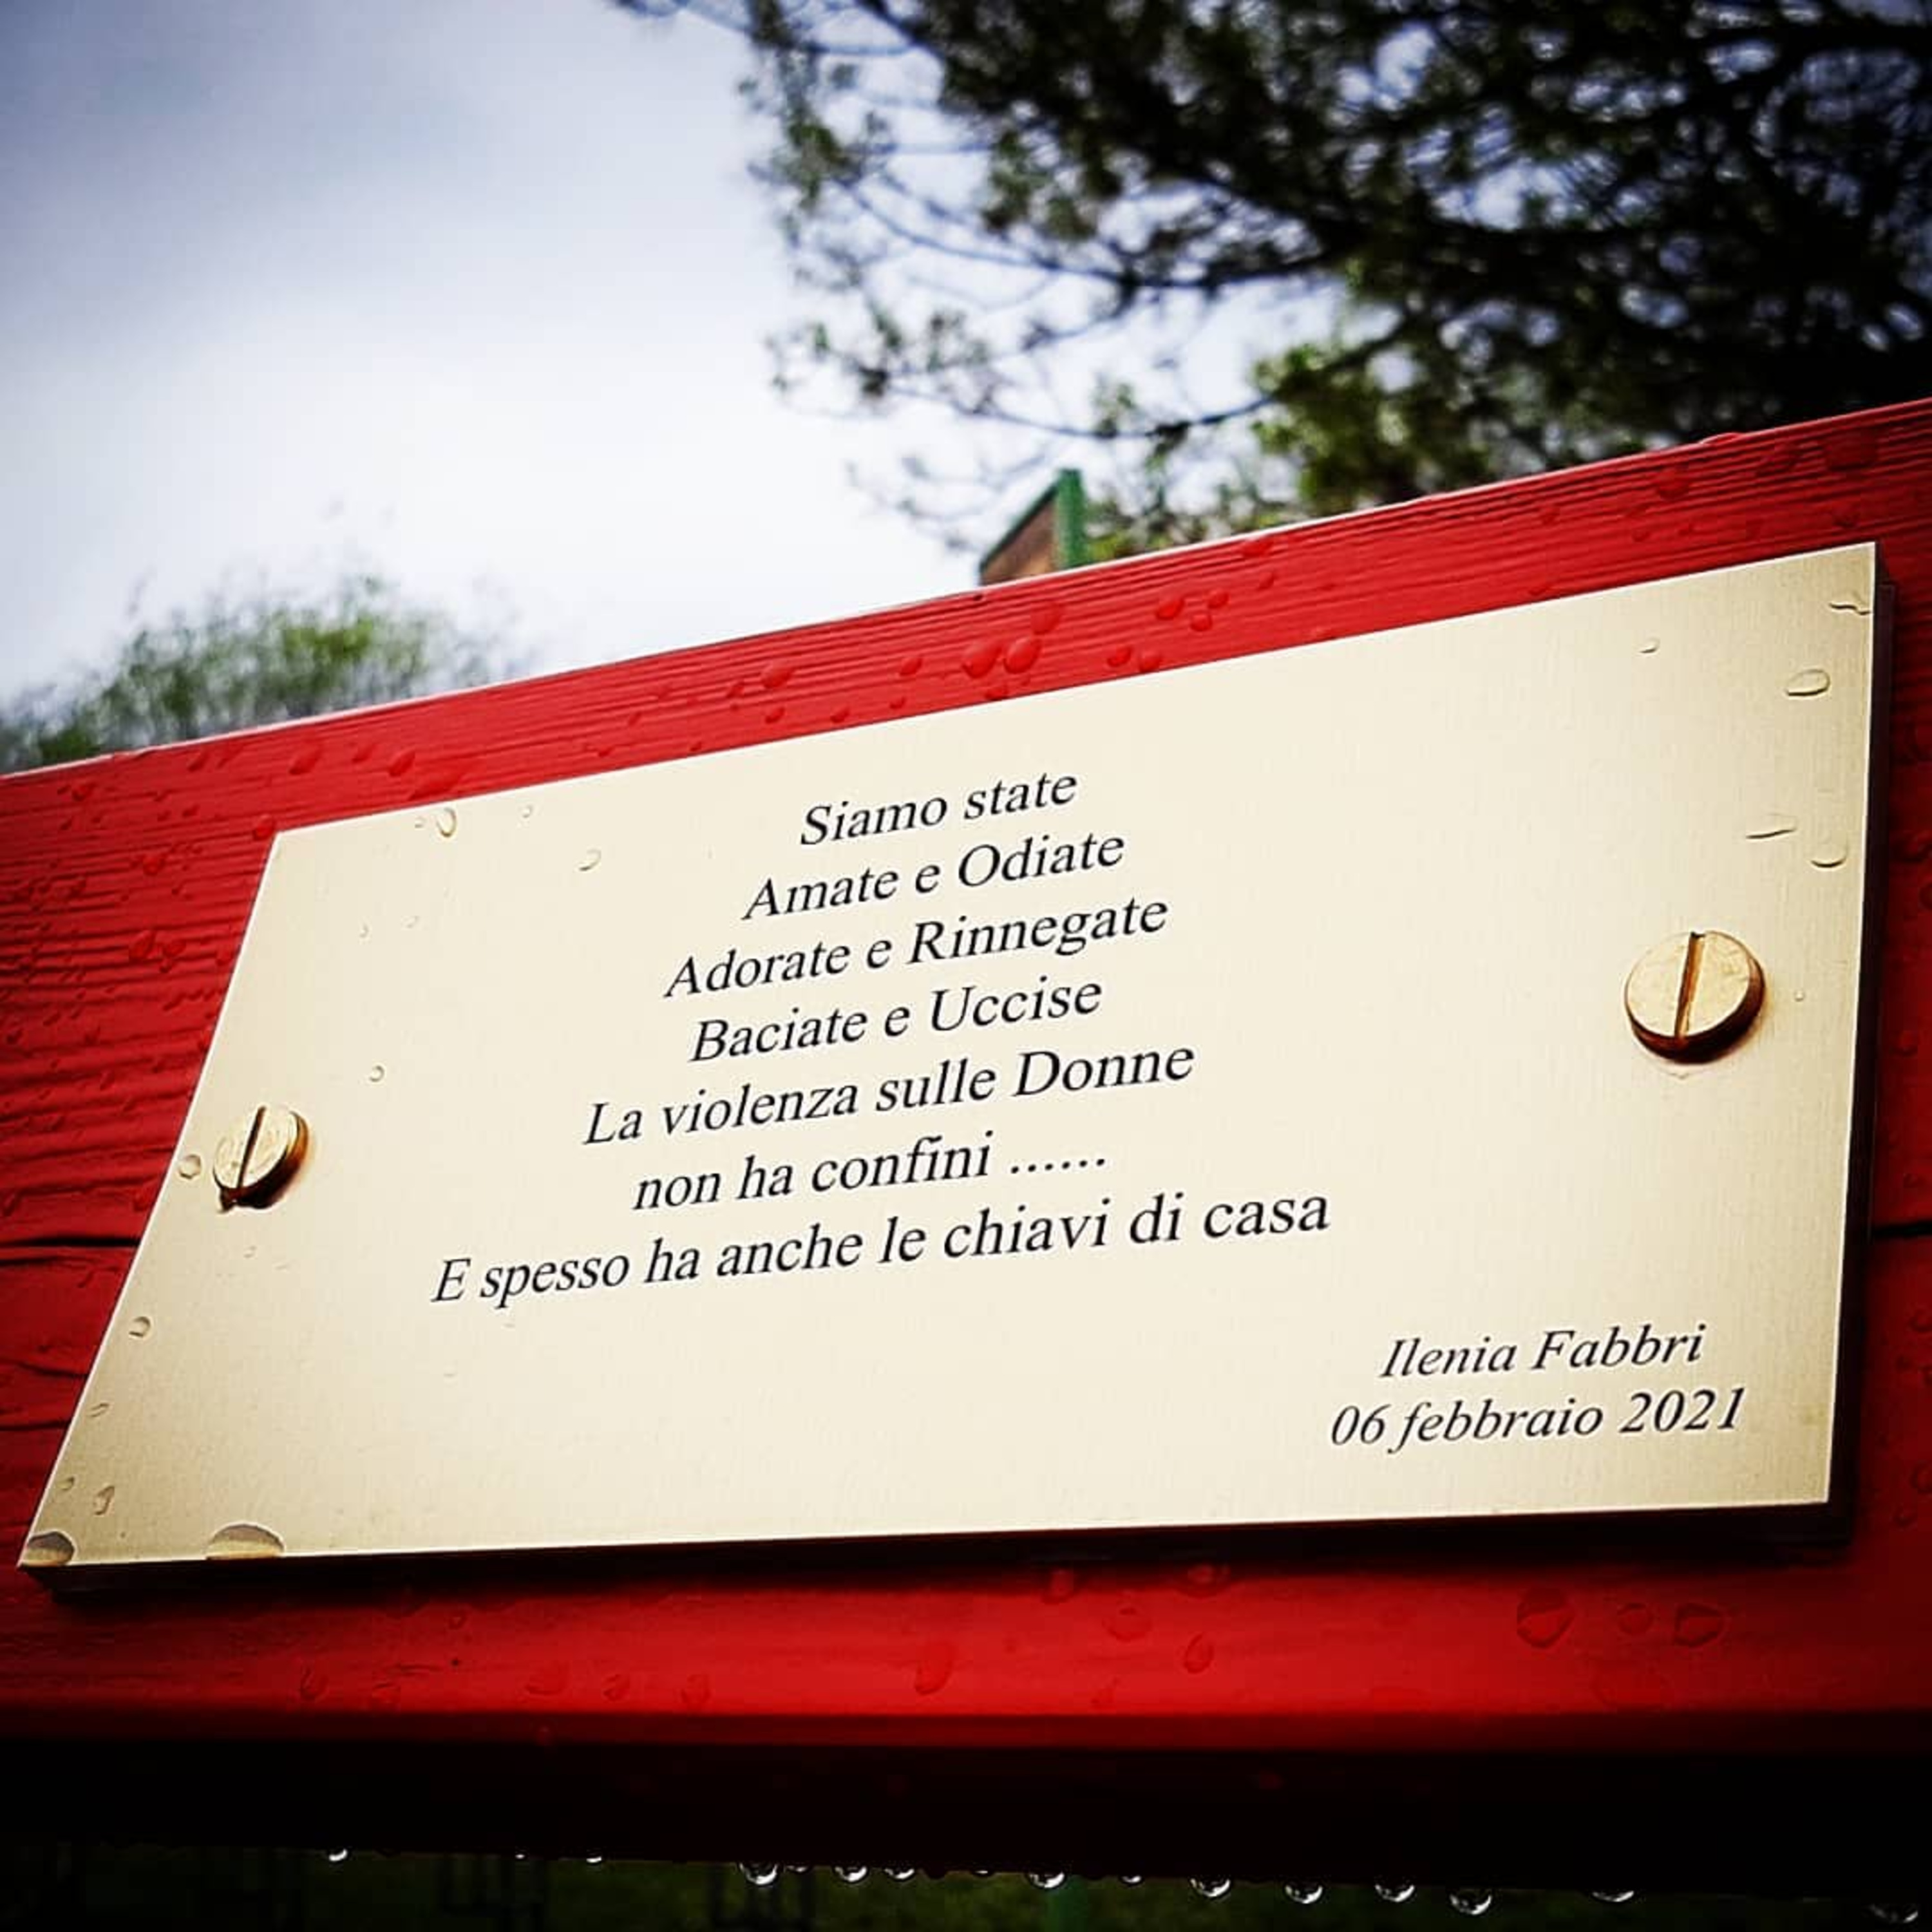 Siamo state
Amate e Odiate
Adorate e Rinnegate
Baciate e Uccise
La violenza sulle Donne
non ha confini ......
E spesso ha anche le chiavi di casa
Ilenia Fabbri
06 febbraio 2021